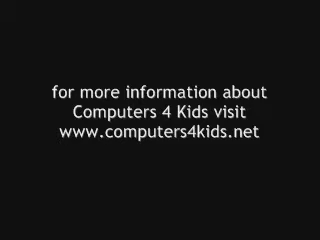 for more information about
Computers 4 Kids visit
www.computers4kids.net